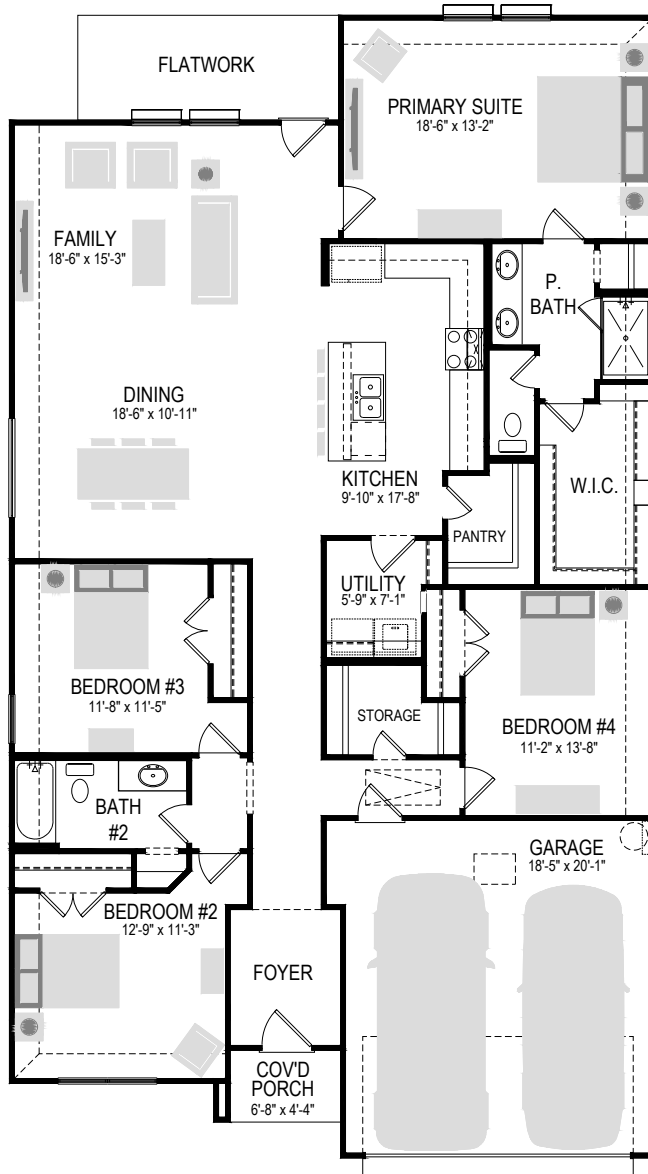 FLATWORK
PRIMARY SUITE
18'-6" x 13'-2"
FAMILY
18'-6" x 15'-3"
P.
BATH
DINING
18'-6" x 10'-11"
KITCHEN
9'-10" x 17'-8"
W.I.C.
PANTRY
UTILITY
5'-9" x 7'-1"
BEDROOM #3
11'-8" x 11'-5"
STORAGE
BEDROOM #4
11'-2" x 13'-8"
BATH
#2
GARAGE
18'-5" x 20'-1"
BEDROOM #2
12'-9" x 11'-3"
FOYER
COV'D
PORCH
6'-8" x 4'-4"